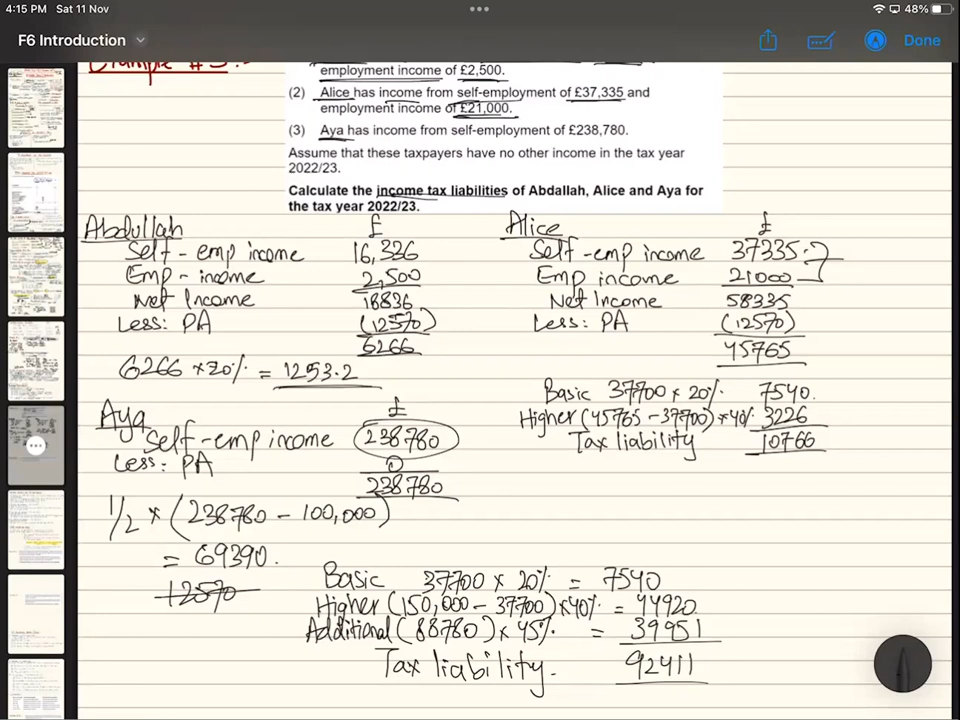 4:15 PM Sat 11 Nov
48%
F6 Introduction
Done
Example #3:-
employment income of £2,500.
(2) Alice has income from self-employment of £37,335 and
employment income of £21,000.
(3) Aya has income from self-employment of £238,780.
Assume that these taxpayers have no other income in the tax year
2022/23.
Calculate the income tax liabilities of Abdallah, Alice and Aya for
the tax year 2022/23.
Abdullah £
Self-emp income 16,336
Emp-income 2,500
Net Income 18836
Less: PA (12570)
6266
6266 × 20% = 1253.2
Alice £
Self-emp income 37335
Emp income 21000
Net Income 58335
Less: PA (12570)
45765
Basic 37700 × 20% 7540.
Higher (45765 - 37700) × 40% 3226
Tax liability 10766
Aya £
Self-emp income 238780
Less: PA 0
238780
1/2 × (238780 - 100,000)
= 69390.
12570
Basic 37700 × 20% = 7540
Higher (150,000 - 37700) × 40% = 44920
Additional (88780) × 45% = 39951
Tax liability. 92411